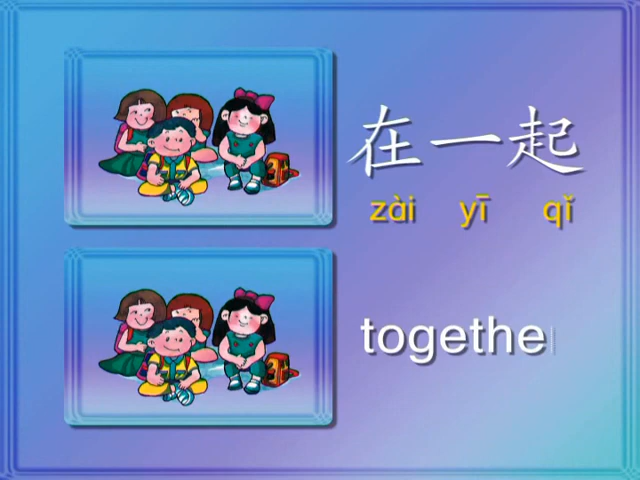 在一起
zài yī qǐ
togethe